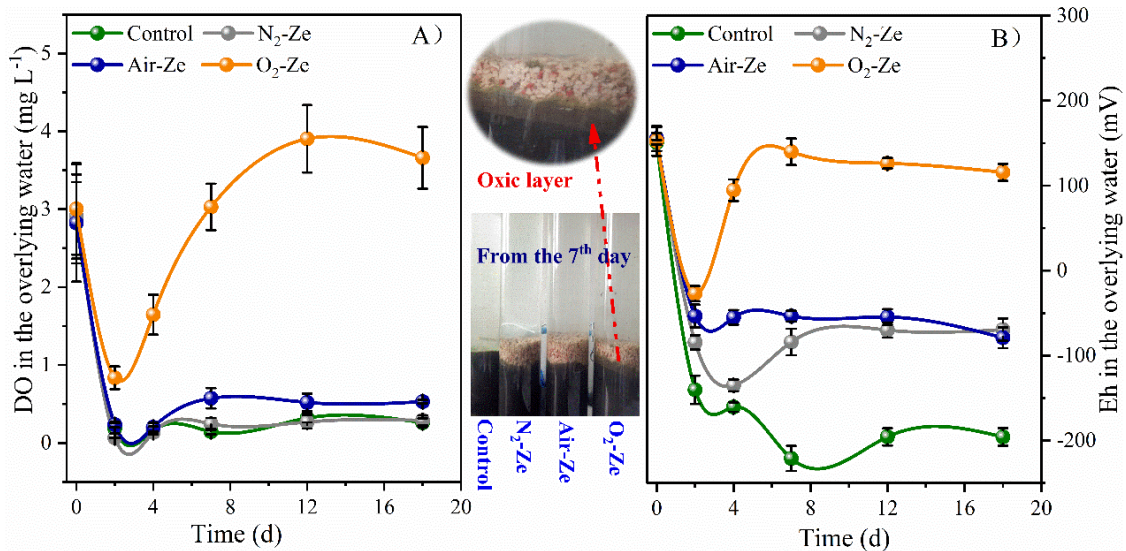 A）
Control
N₂-Ze
Air-Ze
O₂-Ze
DO in the overlying water (mg L⁻¹)
5
4
3
2
1
0
0
4
8
12
16
20
Time (d)
Oxic layer
From the 7ᵗʰ day
Control
N₂-Ze
Air-Ze
O₂-Ze
B）
Control
N₂-Ze
Air-Ze
O₂-Ze
300
200
100
0
-100
-200
Eh in the overlying water (mV)
0
4
8
12
16
20
Time (d)